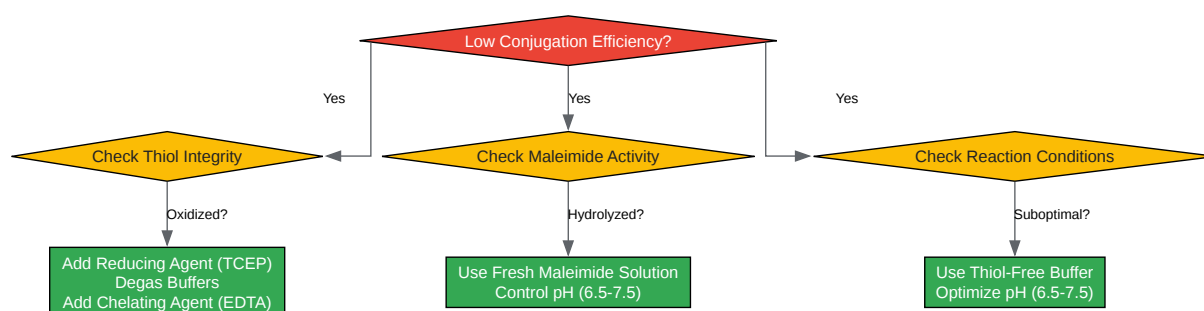 Low Conjugation Efficiency?
Yes
Yes
Yes
Check Thiol Integrity
Check Maleimide Activity
Check Reaction Conditions
Oxidized?
Hydrolyzed?
Suboptimal?
Add Reducing Agent (TCEP)
Degas Buffers
Add Chelating Agent (EDTA)
Use Fresh Maleimide Solution
Control pH (6.5-7.5)
Use Thiol-Free Buffer
Optimize pH (6.5-7.5)